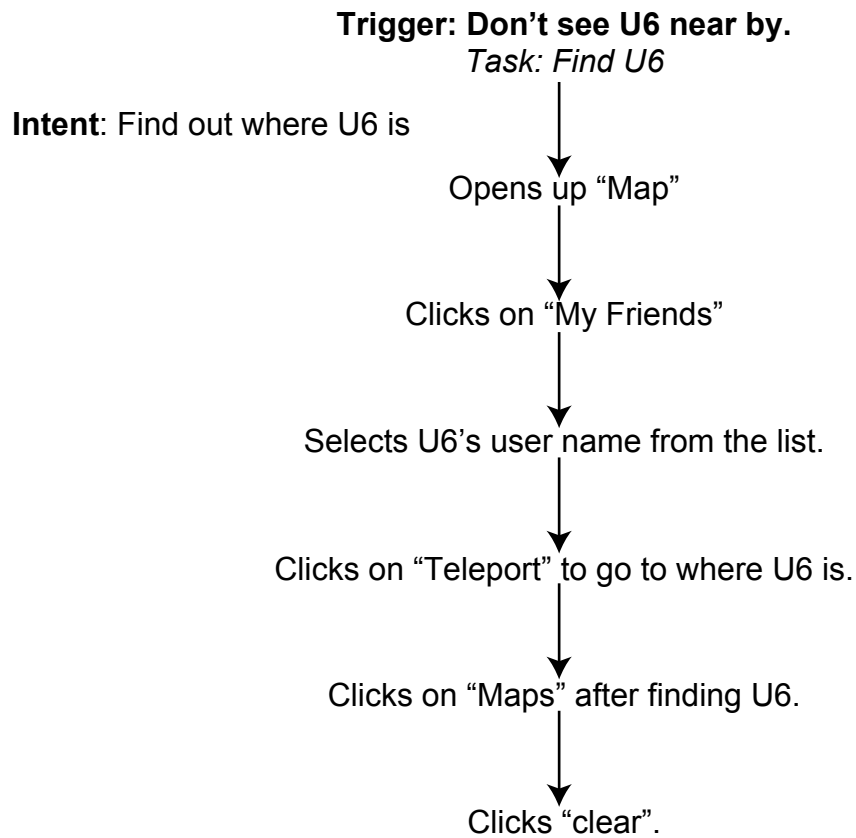 Trigger: Don’t see U6 near by.
Task: Find U6
Intent: Find out where U6 is
Opens up “Map”
Clicks on “My Friends”
Selects U6’s user name from the list.
Clicks on “Teleport” to go to where U6 is.
Clicks on “Maps” after finding U6.
Clicks “clear”.